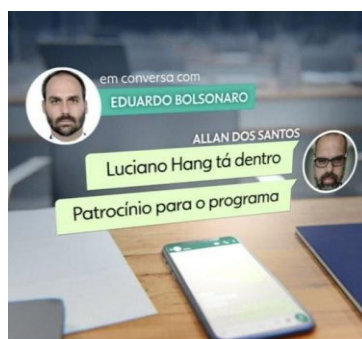 em conversa com
EDUARDO BOLSONARO
ALLAN DOS SANTOS
Luciano Hang tá dentro
Patrocínio para o programa